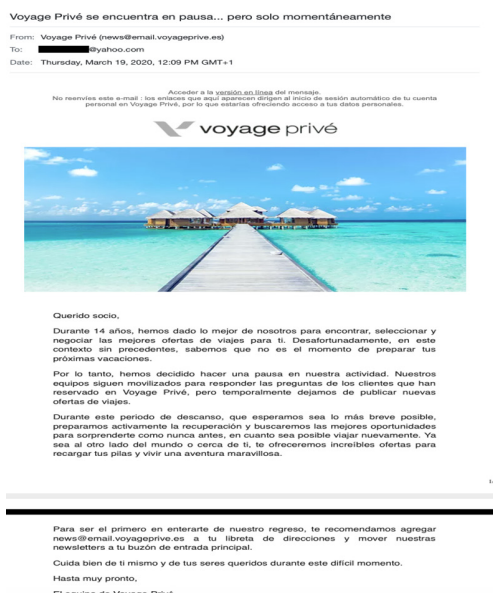 Voyage Privé se encuentra en pausa... pero solo momentáneamente
From: Voyage Privé (news@email.voyageprive.es)
To: @yahoo.com
Date: Thursday, March 19, 2020, 12:09 PM GMT+1
Acceder a la versión en línea del mensaje.
No reenvíes este e-mail : los enlaces que aquí aparecen dirigen al inicio de sesión automático de tu cuenta
personal en Voyage Privé, por lo que estarías ofreciendo acceso a tus datos personales.
voyage privé
Querido socio,
Durante 14 años, hemos dado lo mejor de nosotros para encontrar, seleccionar y
negociar las mejores ofertas de viajes para ti. Desafortunadamente, en este
contexto sin precedentes, sabemos que no es el momento de preparar tus
próximas vacaciones.
Por lo tanto, hemos decidido hacer una pausa en nuestra actividad. Nuestros
equipos siguen movilizados para responder las preguntas de los clientes que han
reservado en Voyage Privé, pero temporalmente dejamos de publicar nuevas
ofertas de viajes.
Durante este periodo de descanso, que esperamos sea lo más breve posible,
preparamos activamente la recuperación y buscaremos las mejores oportunidades
para sorprenderte como nunca antes, en cuanto sea posible viajar nuevamente. Ya
sea al otro lado del mundo o cerca de ti, te ofreceremos increíbles ofertas para
recargar tus pilas y vivir una aventura maravillosa.
Para ser el primero en enterarte de nuestro regreso, te recomendamos agregar
news@email.voyageprive.es a tu libreta de direcciones y mover nuestras
newsletters a tu buzón de entrada principal.
Cuida bien de ti mismo y de tus seres queridos durante este difícil momento.
Hasta muy pronto,
El equipo de Voyage Privé